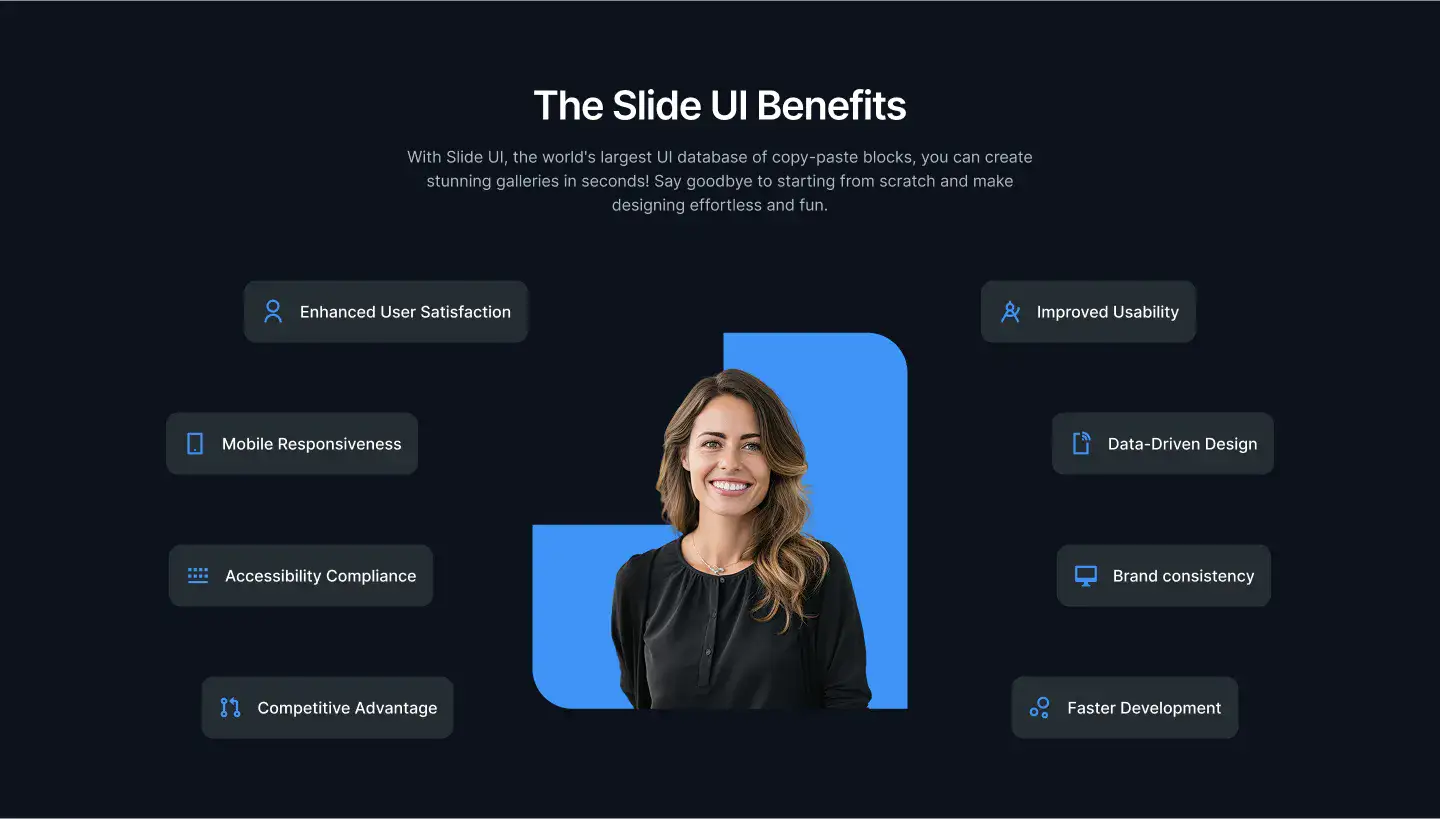 The Slide UI Benefits
With Slide UI, the world's largest UI database of copy-paste blocks, you can create
stunning galleries in seconds! Say goodbye to starting from scratch and make
designing effortless and fun.
Enhanced User Satisfaction
Improved Usability
Mobile Responsiveness
Data-Driven Design
Accessibility Compliance
Brand consistency
Competitive Advantage
Faster Development